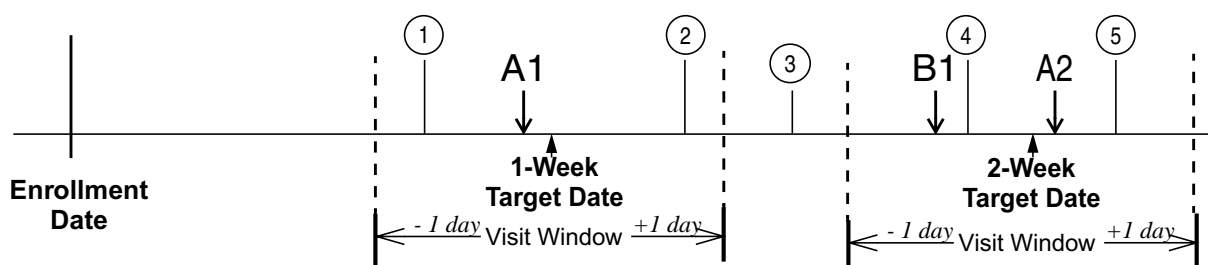 1 2 3 4 5
A1 B1 A2
Enrollment
Date
1-Week
Target Date
2-Week
Target Date
- 1 day Visit Window +1 day
- 1 day Visit Window +1 day